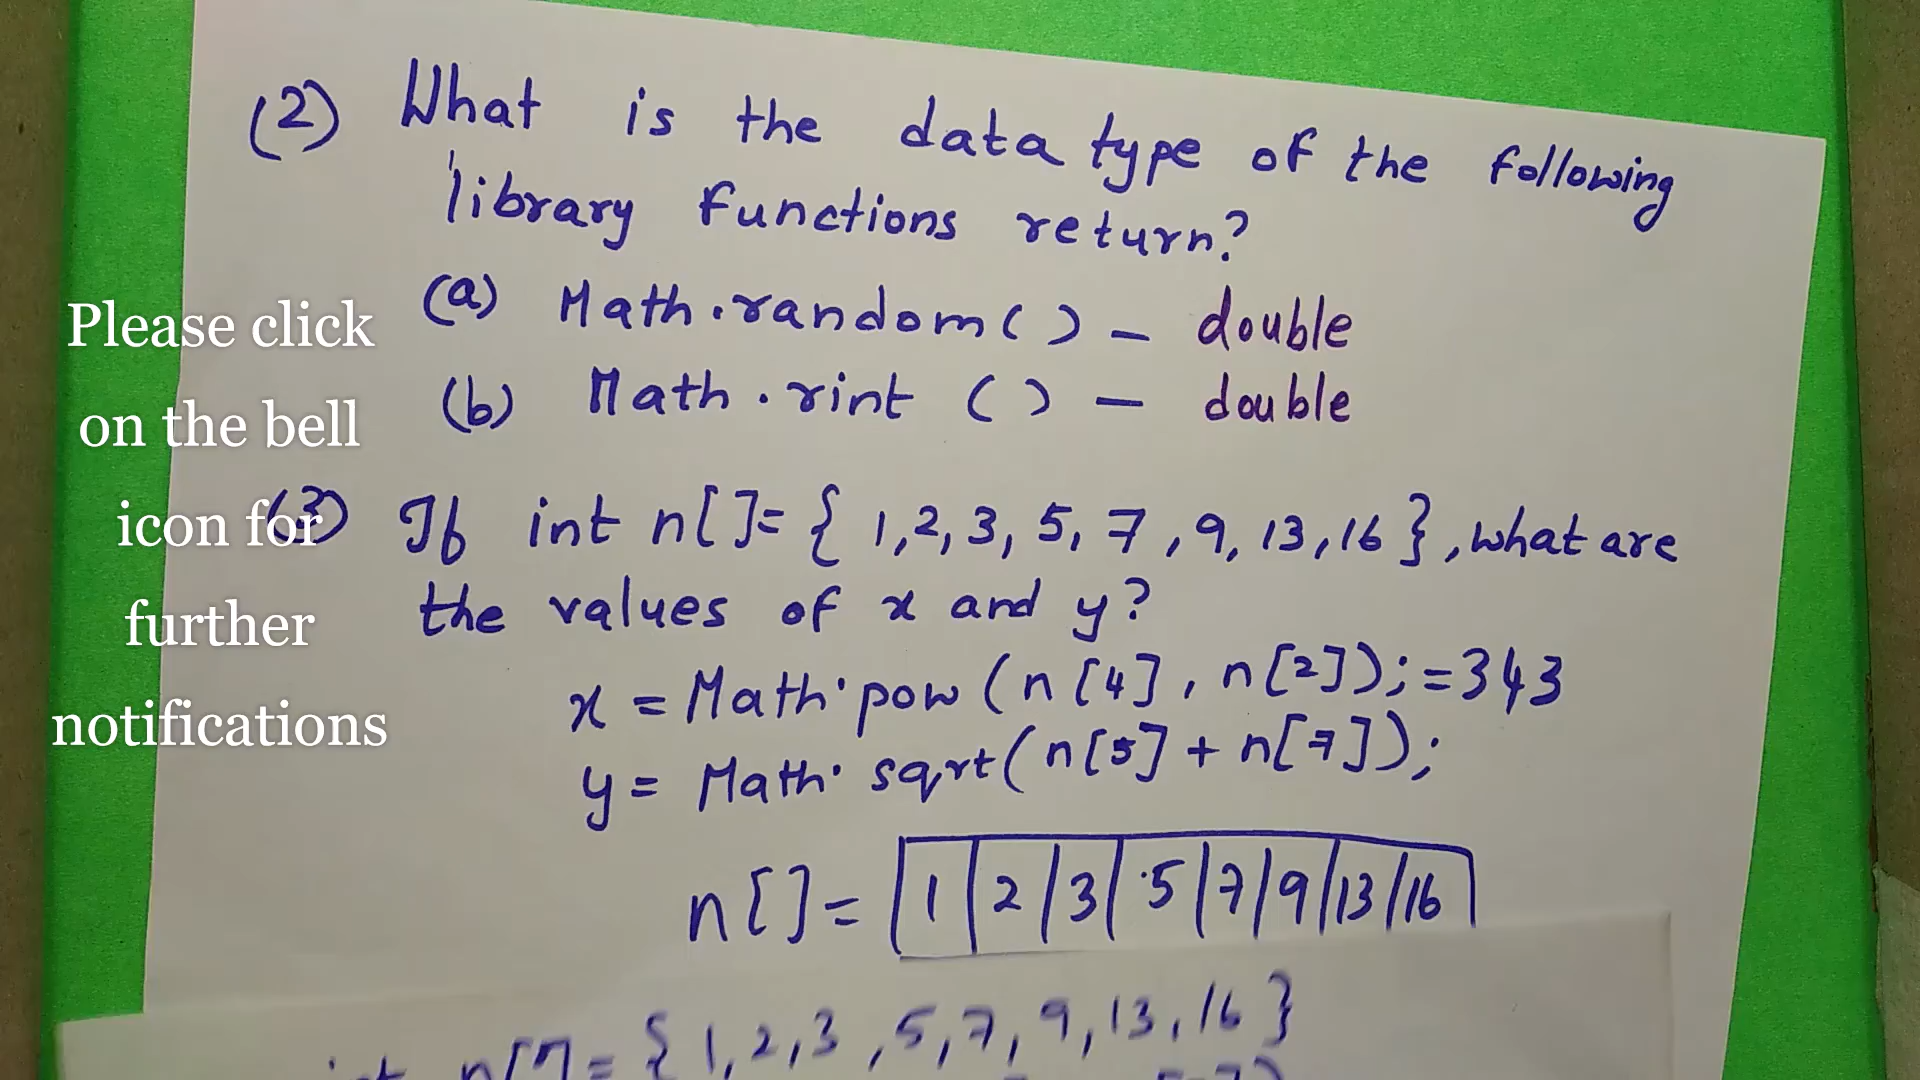 (2) What is the data type of the following
library functions return?
(a) Math.random() - double
(b) Math.rint () - double
(3) If int n[]= { 1,2,3,5,7,9,13,16 }, what are
the values of x and y?
x = Math.pow (n[4], n[2]); = 343
y = Math.sqrt(n[5] + n[7]);
n[] = 1 2 3 5 7 9 13 16
n[] = { 1,2,3,5,7,9,13,16 }
Please click
on the bell
icon for
further
notifications